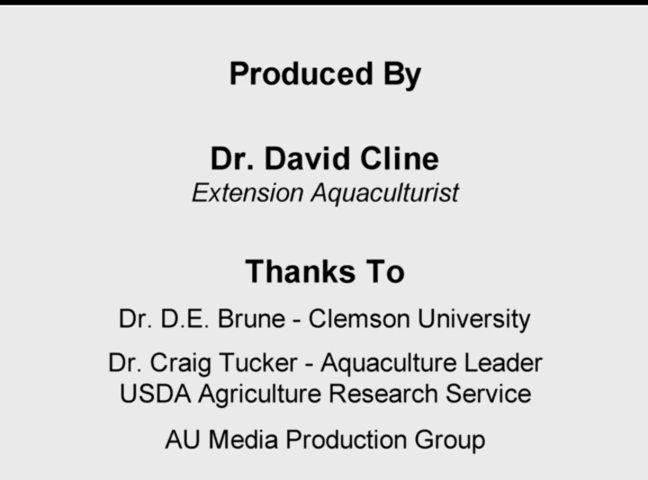 Produced By
Dr. David Cline
Extension Aquaculturist
Thanks To
Dr. D.E. Brune - Clemson University
Dr. Craig Tucker - Aquaculture Leader
USDA Agriculture Research Service
AU Media Production Group